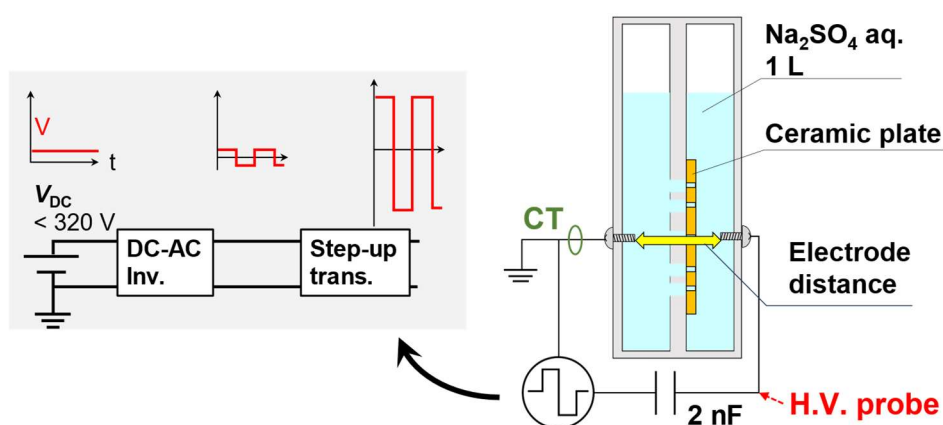 V
t
V_DC
< 320 V
DC-AC
Inv.
Step-up
trans.
CT
2 nF
H.V. probe
Na₂SO₄ aq.
1 L
Ceramic plate
Electrode
distance